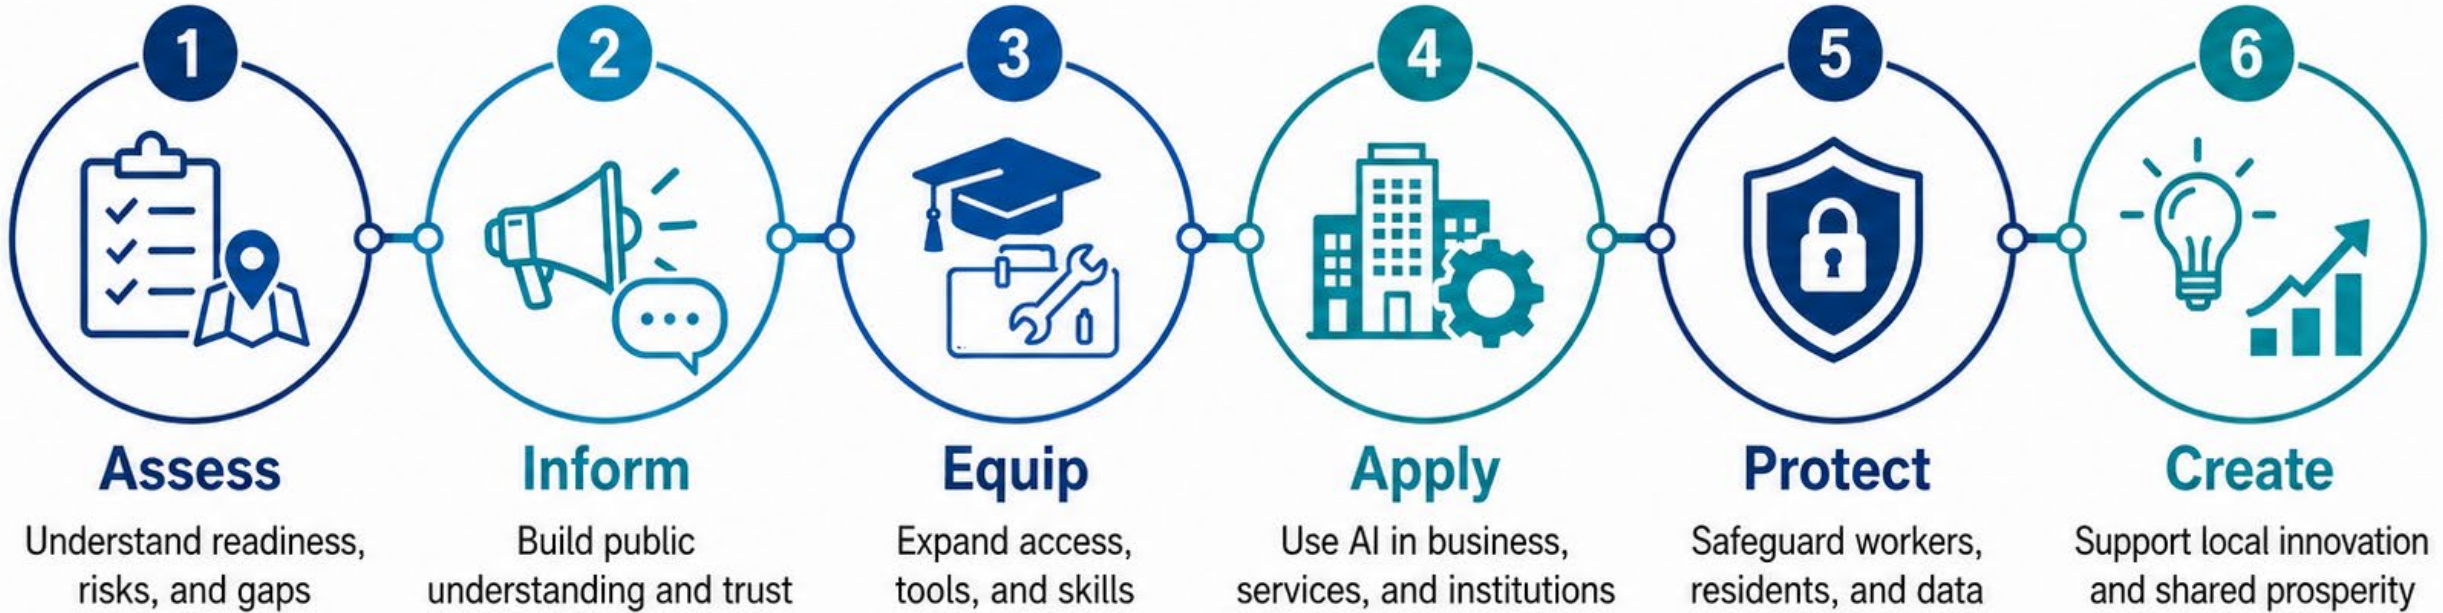 1
2
3
4
5
6
Assess
Understand readiness,
risks, and gaps
Inform
Build public
understanding and trust
Equip
Expand access,
tools, and skills
Apply
Use AI in business,
services, and institutions
Protect
Safeguard workers,
residents, and data
Create
Support local innovation
and shared prosperity